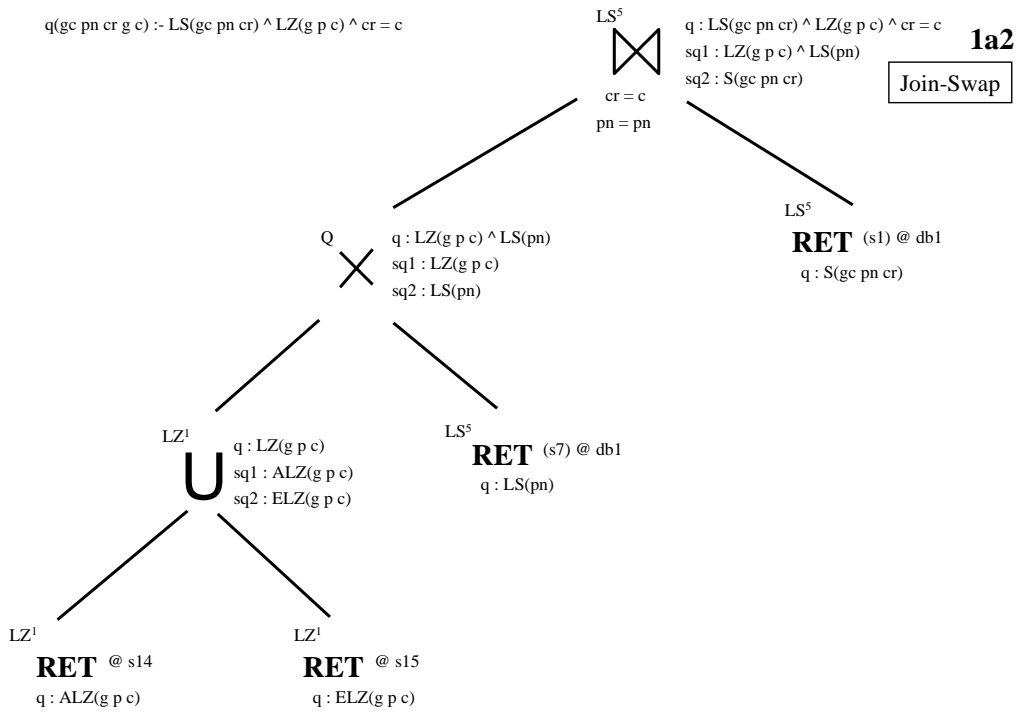 q(gc pn cr g c) :- LS(gc pn cr) ^ LZ(g p c) ^ cr = c
LS⁵
q : LS(gc pn cr) ^ LZ(g p c) ^ cr = c
sq1 : LZ(g p c) ^ LS(pn)
sq2 : S(gc pn cr)
cr = c
pn = pn
1a2
Join-Swap
Q
q : LZ(g p c) ^ LS(pn)
sq1 : LZ(g p c)
sq2 : LS(pn)
LS⁵
RET (s1) @ db1
q : S(gc pn cr)
LZ¹
q : LZ(g p c)
sq1 : ALZ(g p c)
sq2 : ELZ(g p c)
LS⁵
RET (s7) @ db1
q : LS(pn)
LZ¹
RET @ s14
q : ALZ(g p c)
LZ¹
RET @ s15
q : ELZ(g p c)